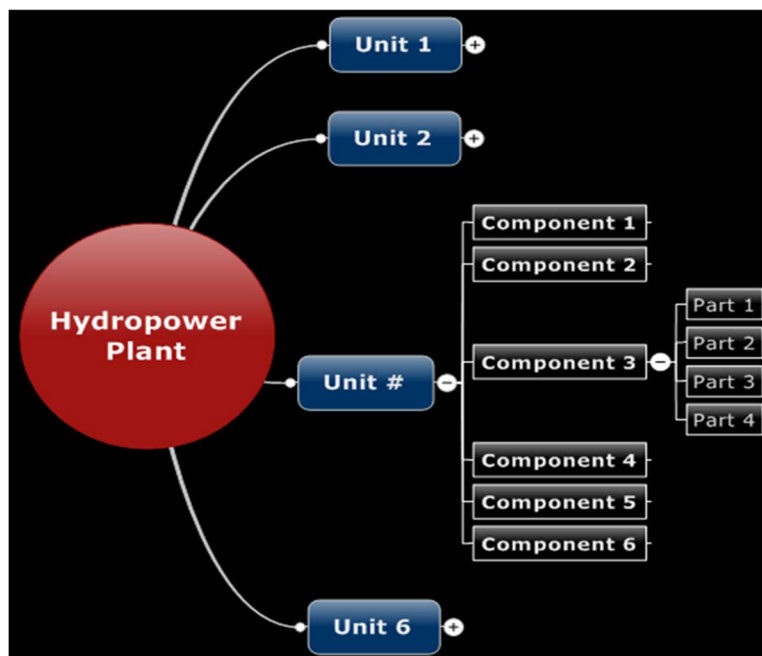 Unit 1
Unit 2
Component 1
Component 2
Hydropower
Plant
Unit #
Component 3
Part 1
Part 2
Part 3
Part 4
Component 4
Component 5
Component 6
Unit 6